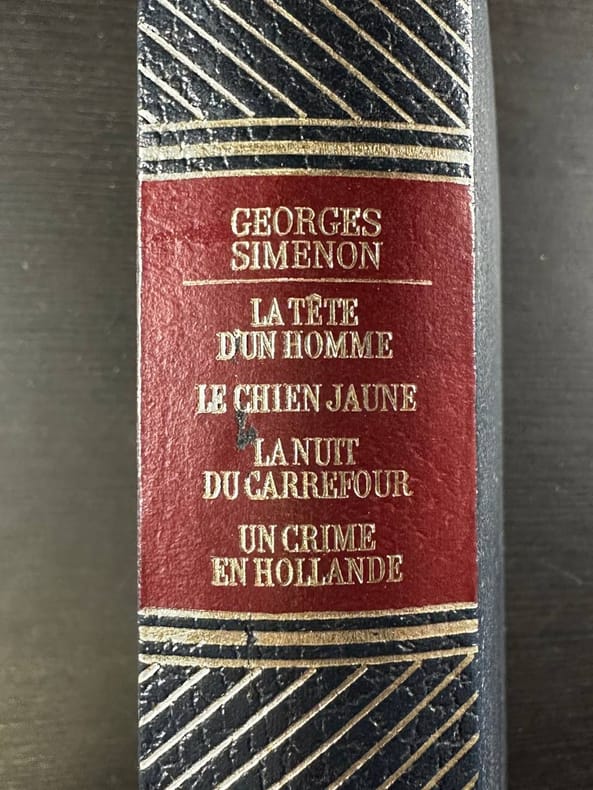 GEORGES
SIMENON
LA TÊTE
D'UN HOMME
LE CHIEN JAUNE
LA NUIT
DU CARREFOUR
UN CRIME
EN HOLLANDE